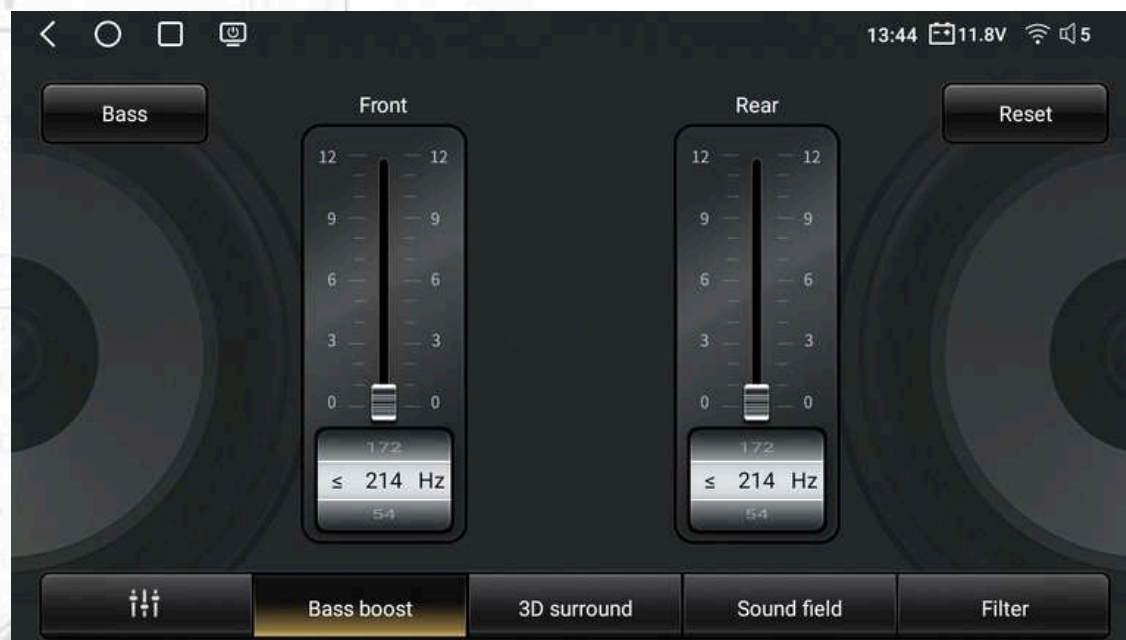 13:44 11.8V 5
Bass Front Rear Reset
12 12 12 12
9 9 9 9
6 6 6 6
3 3 3 3
0 0 0 0
172 172
≤ 214 Hz ≤ 214 Hz
54 54
Bass boost 3D surround Sound field Filter